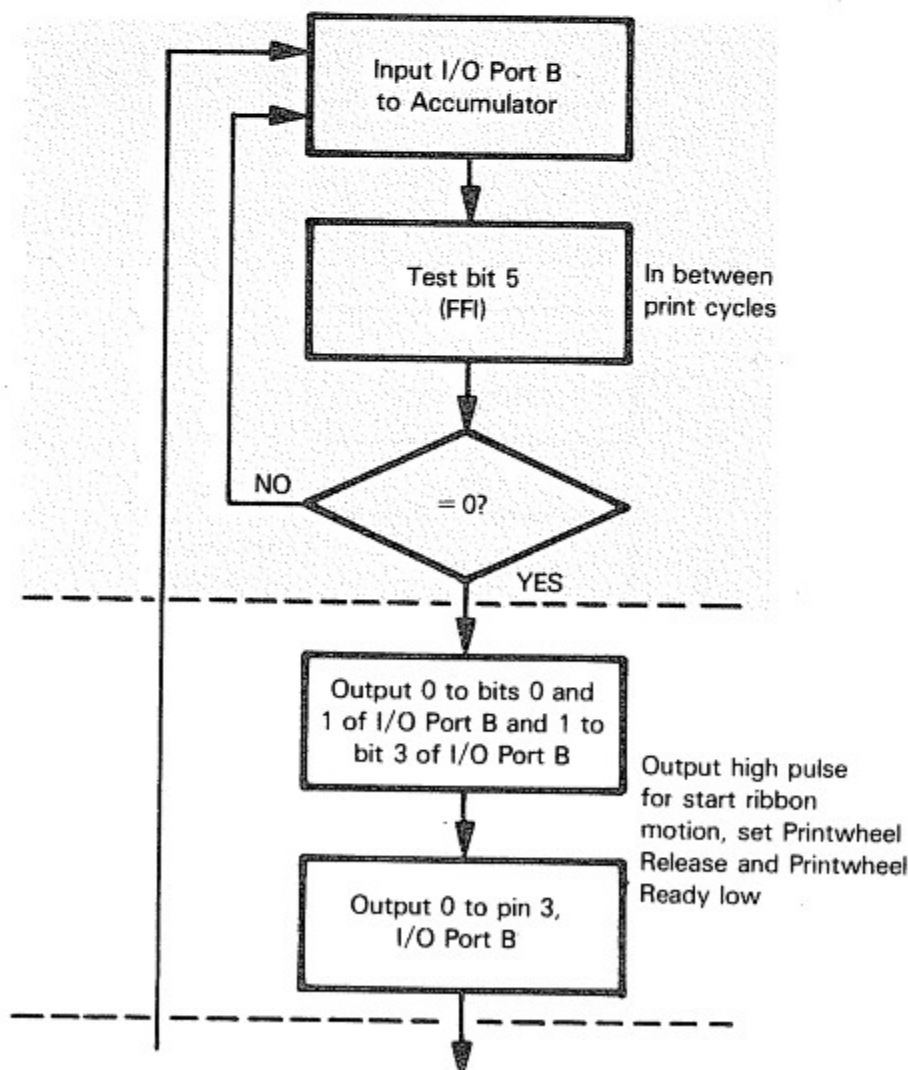 Input I/O Port B
to Accumulator
Test bit 5
(FFI)
In between
print cycles
= 0?
NO
YES
Output 0 to bits 0 and
1 of I/O Port B and 1 to
bit 3 of I/O Port B
Output high pulse
for start ribbon
motion, set Printwheel
Release and Printwheel
Ready low
Output 0 to pin 3,
I/O Port B